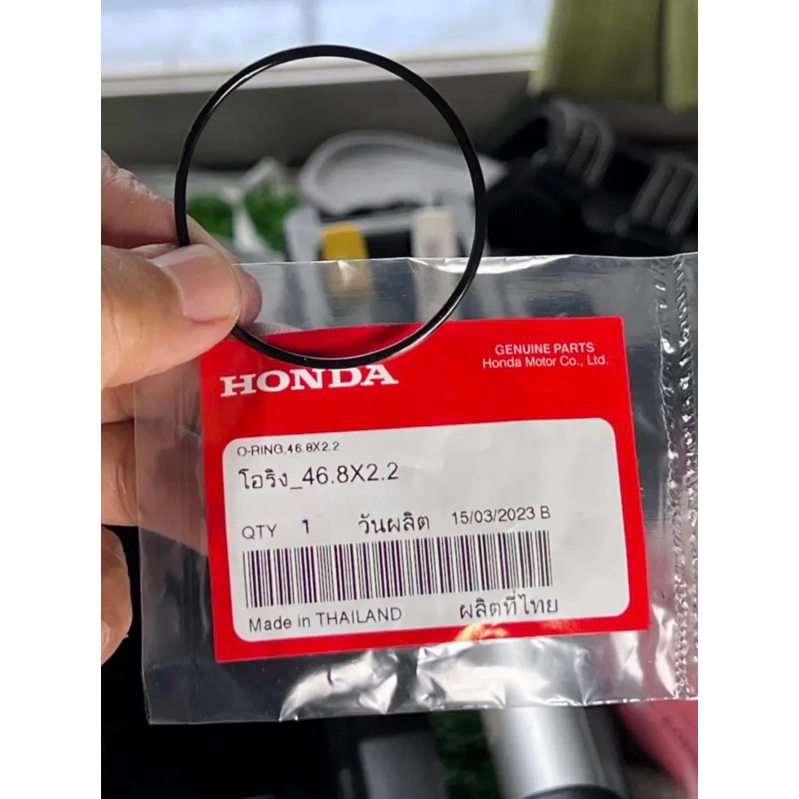 GENUINE PARTS
Honda Motor Co., Ltd.
HONDA
O-RING,46.8X2.2
โอริง_46.8X2.2
QTY 1 วันผลิต 15/03/2023 B
Made in THAILAND ผลิตที่ไทย